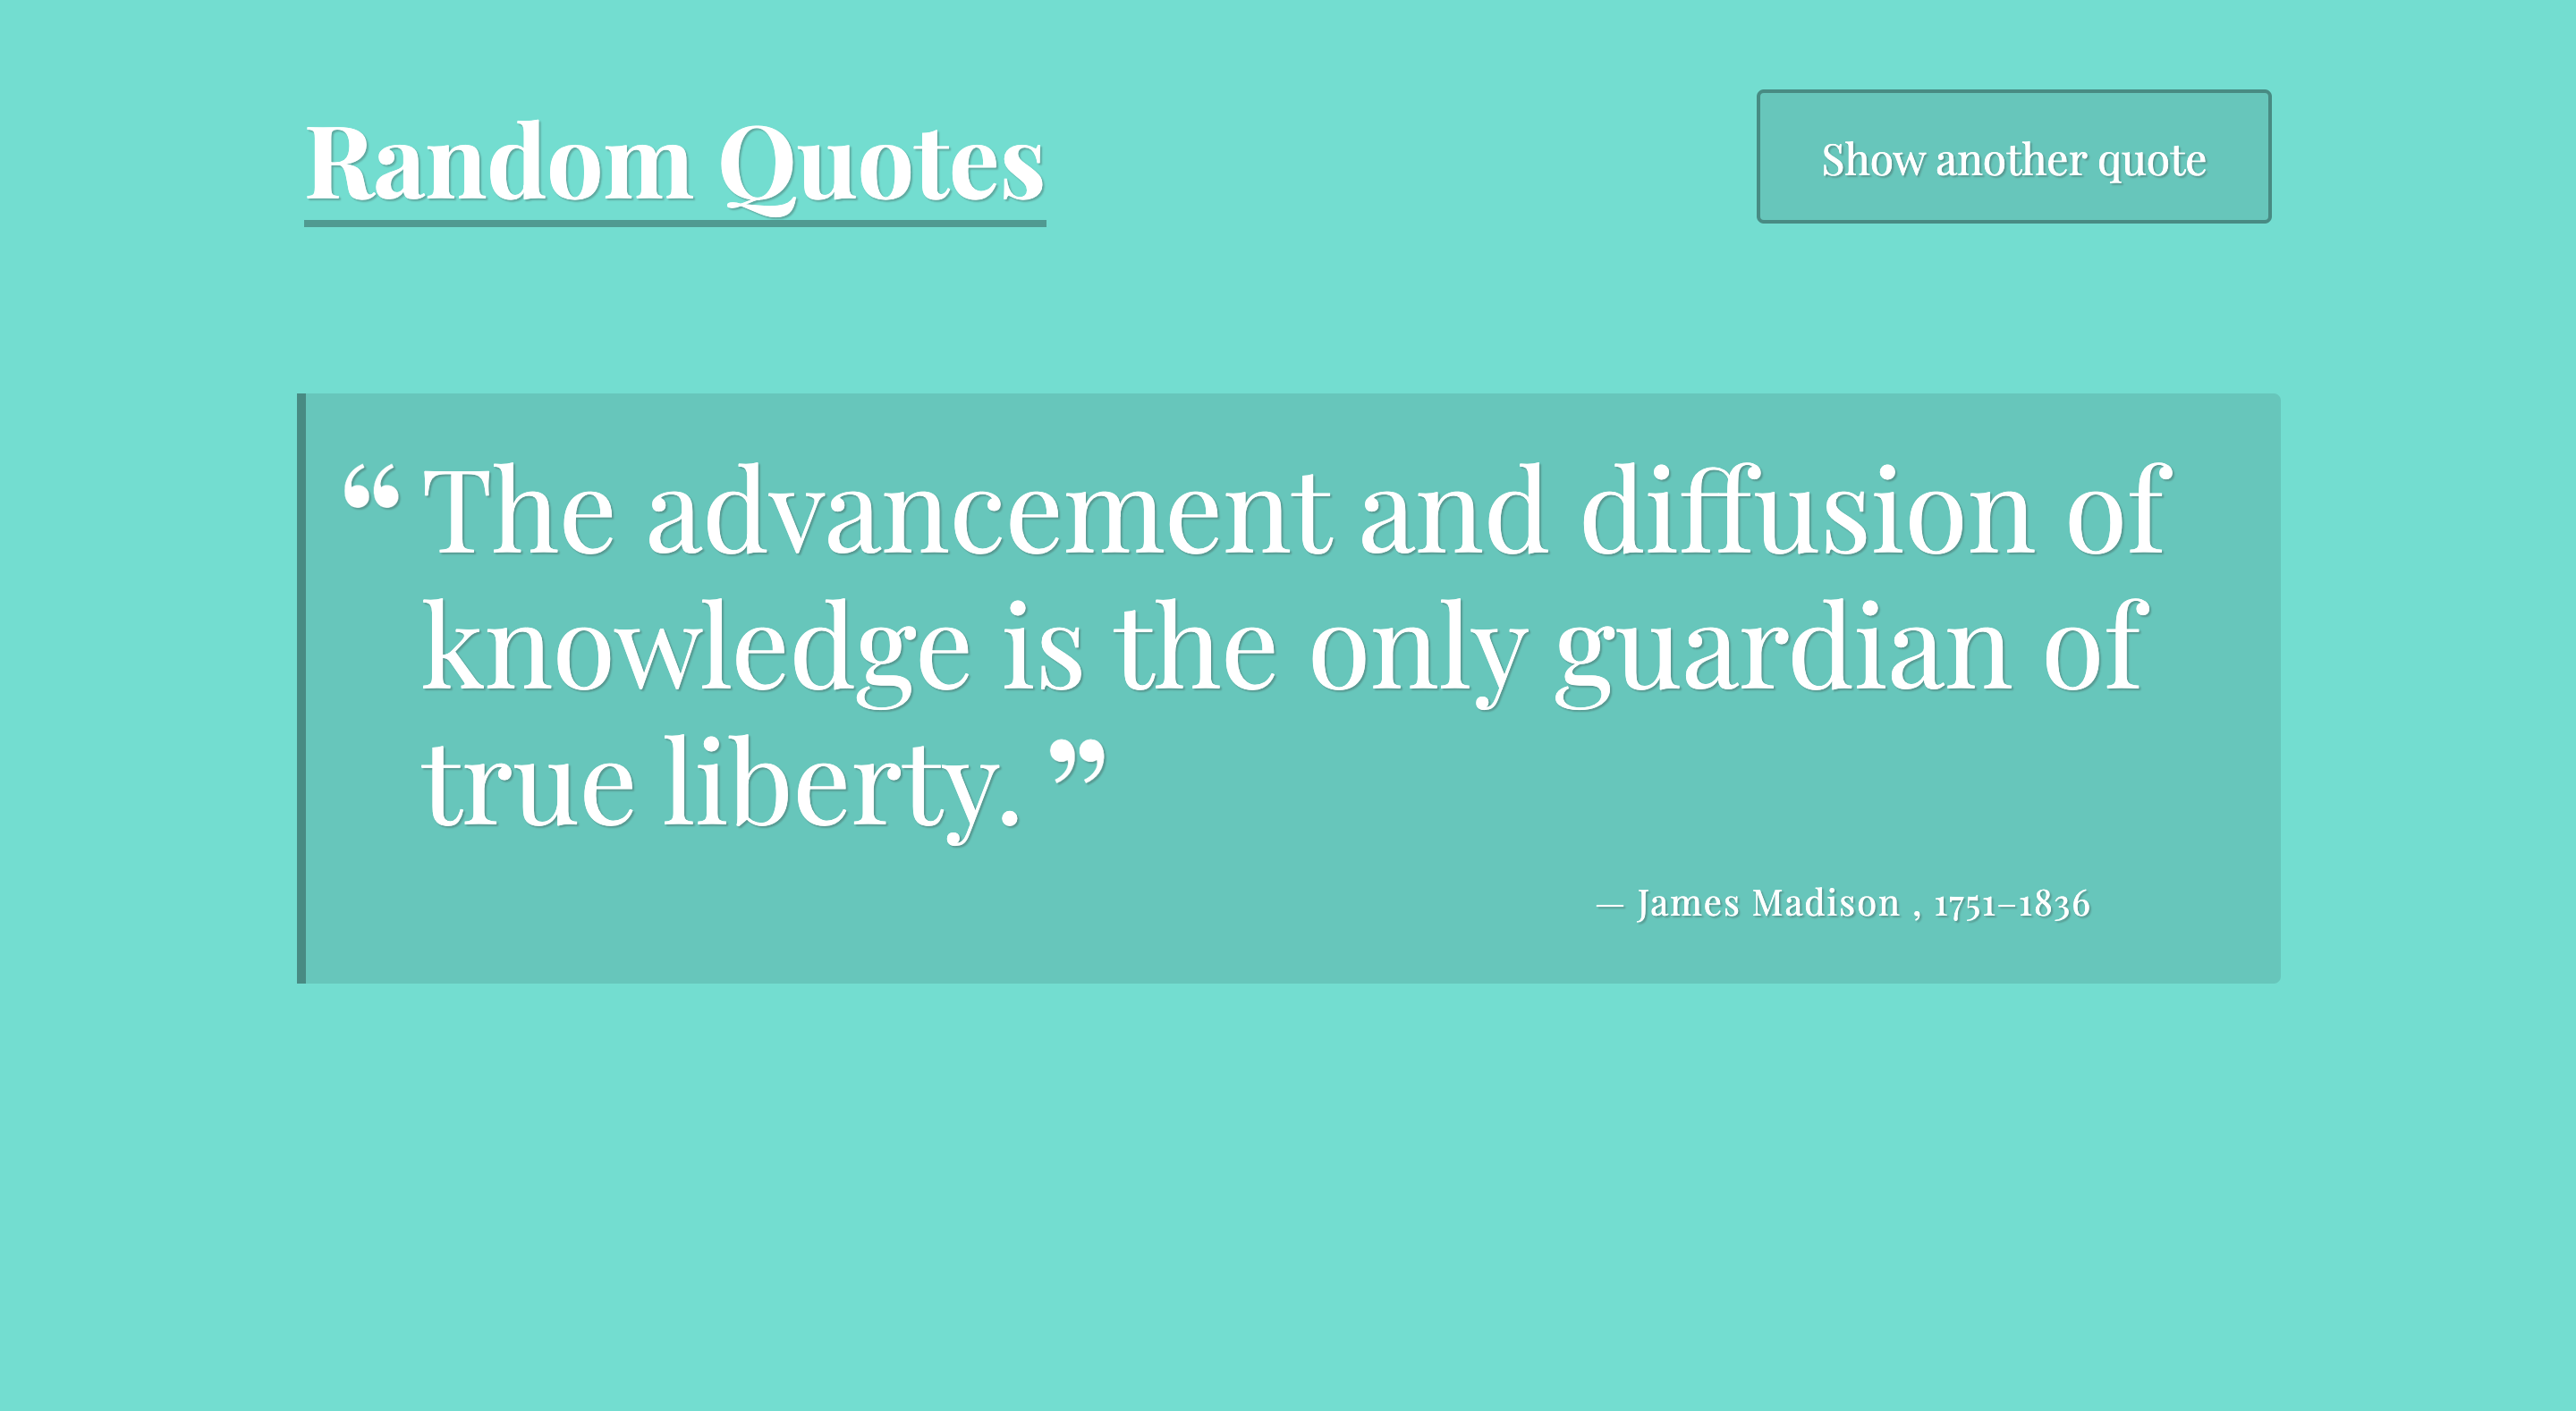 Random Quotes
Show another quote
“ The advancement and diffusion of
knowledge is the only guardian of
true liberty. ”
— James Madison , 1751–1836